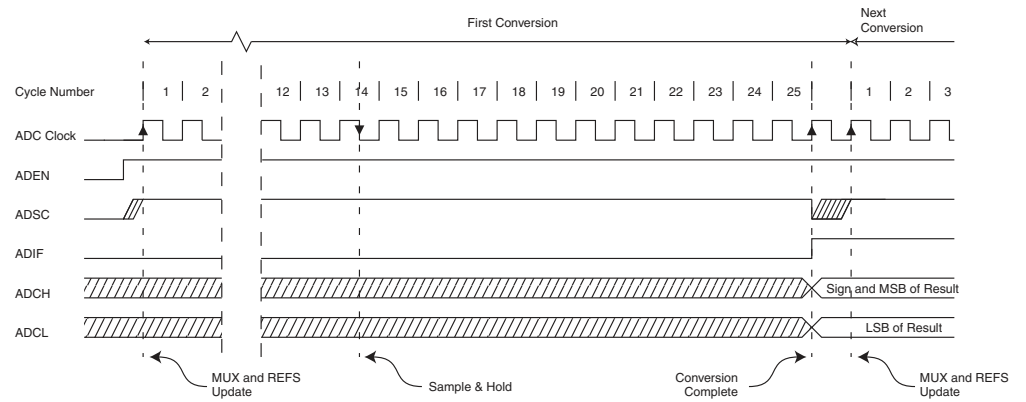 First Conversion
Next
Conversion
Cycle Number 1 2 12 13 14 15 16 17 18 19 20 21 22 23 24 25 1 2 3
ADC Clock
ADEN
ADSC
ADIF
ADCH Sign and MSB of Result
ADCL LSB of Result
MUX and REFS
Update
Sample & Hold
Conversion
Complete
MUX and REFS
Update